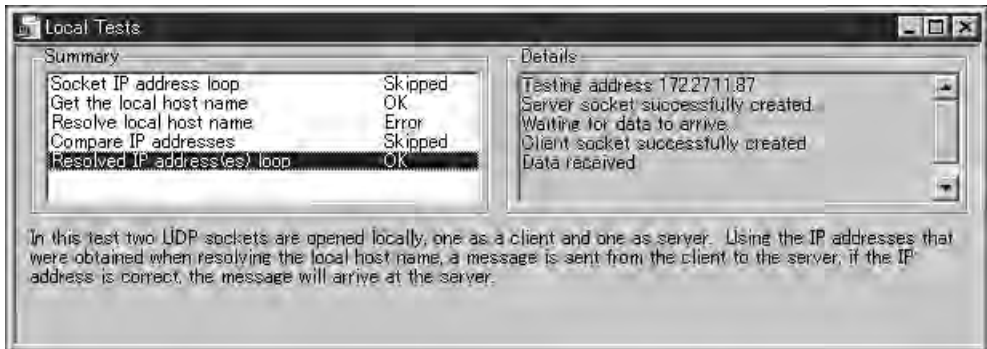 Local Tests
Summary
Socket IP address loop Skipped
Get the local host name OK
Resolve local host name Error
Compare IP addresses Skipped
Resolved IP address(es) loop OK
Details
Testing address 172.27.11.87
Server socket successfully created.
Waiting for data to arrive
Client socket successfully created
Data received
In this test two UDP sockets are opened locally, one as a client and one as server. Using the IP addresses that
were obtained when resolving the local host name, a message is sent from the client to the server, if the IP
address is correct, the message will arrive at the server.